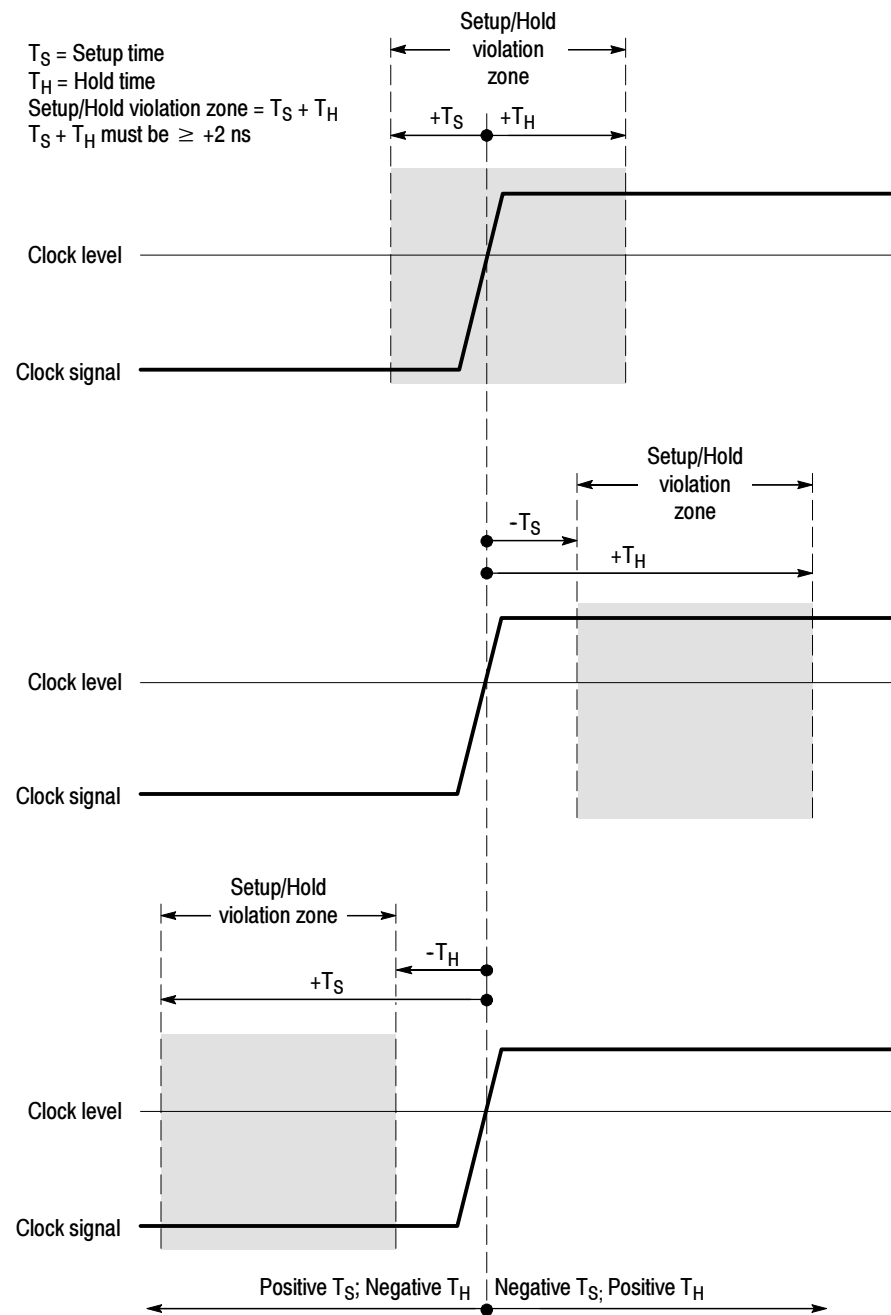 Setup/Hold
violation
zone
T_S = Setup time
T_H = Hold time
Setup/Hold violation zone = T_S + T_H
T_S + T_H must be ≥ +2 ns
+T_S +T_H
Clock level
Clock signal
Setup/Hold
violation
zone
-T_S
+T_H
Clock level
Clock signal
Setup/Hold
violation zone
-T_H
+T_S
Clock level
Clock signal
Positive T_S; Negative T_H Negative T_S; Positive T_H